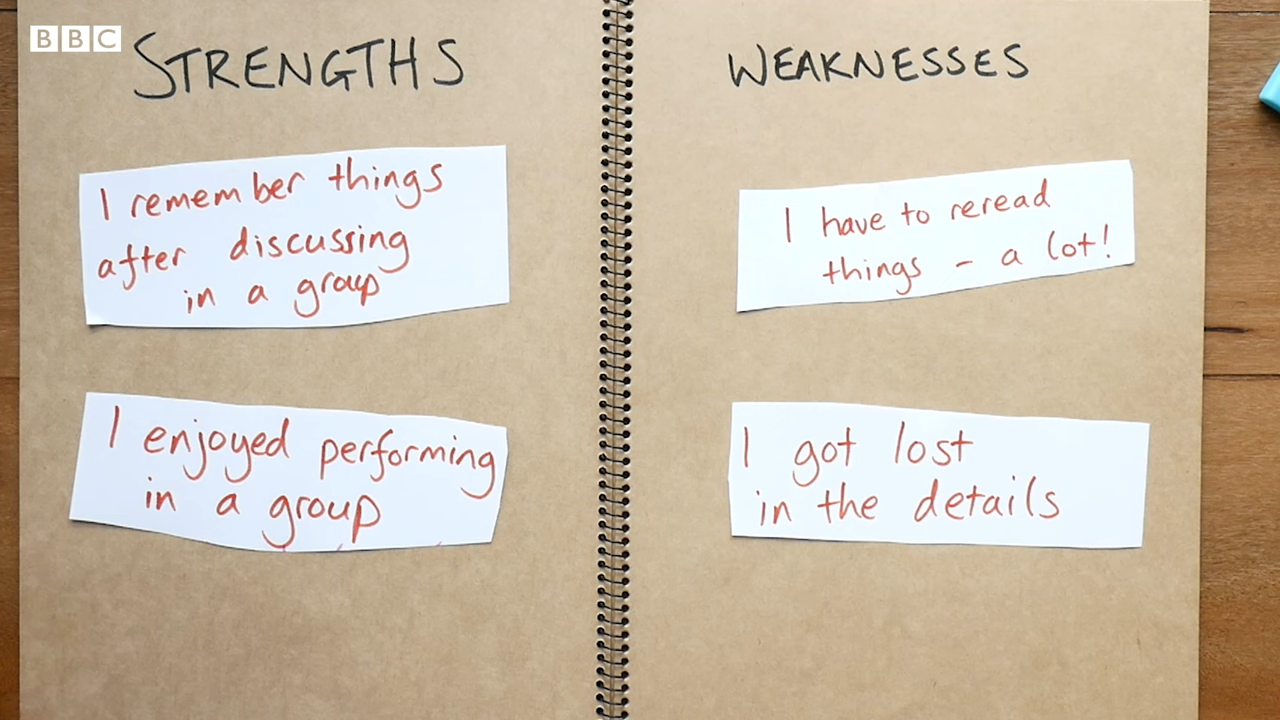 BBC
STRENGTHS
I remember things
after discussing
in a group
I enjoyed performing
in a group
WEAKNESSES
I have to reread
things - a lot!
I got lost
in the details